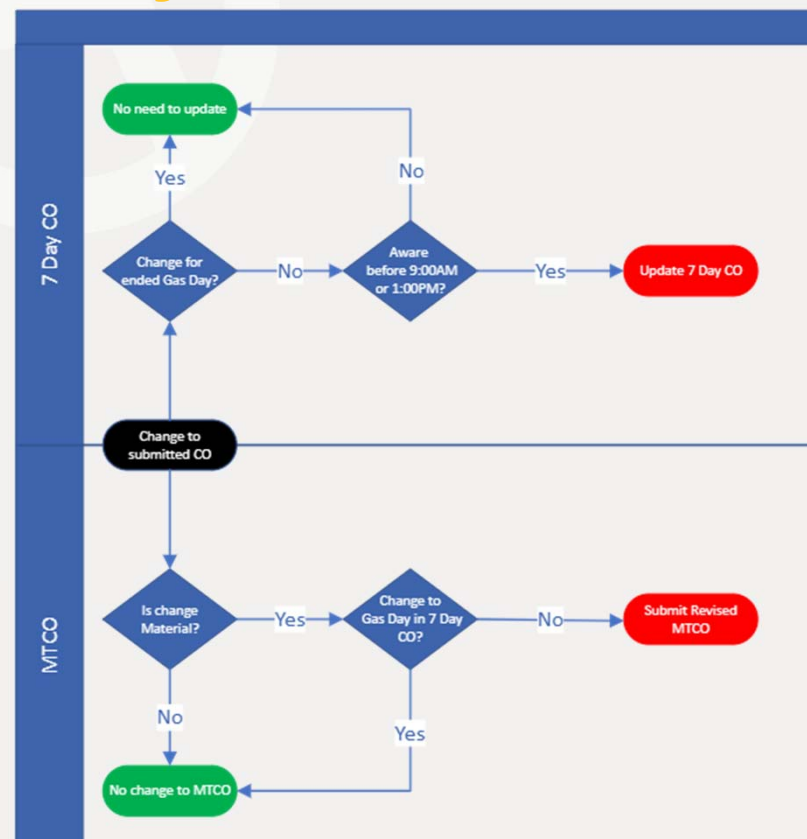 7 Day CO
No need to update
Yes
No
Change for
ended Gas Day?
No
Aware
before 9:00AM
or 1:00PM?
Yes
Update 7 Day CO
Change to
submitted CO
MTCO
Is change
Material?
Yes
Change to
Gas Day in 7 Day
CO?
No
Submit Revised
MTCO
No
Yes
No change to MTCO